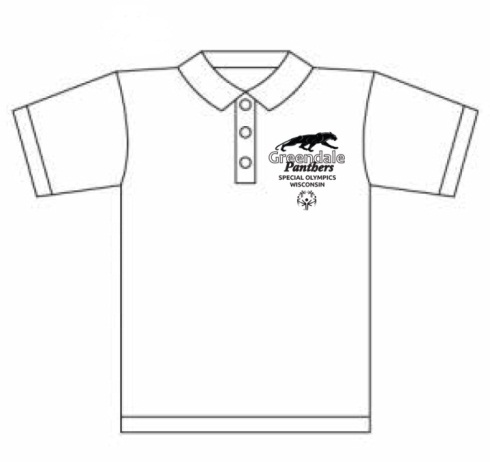 Greendale
Panthers
SPECIAL OLYMPICS
WISCONSIN